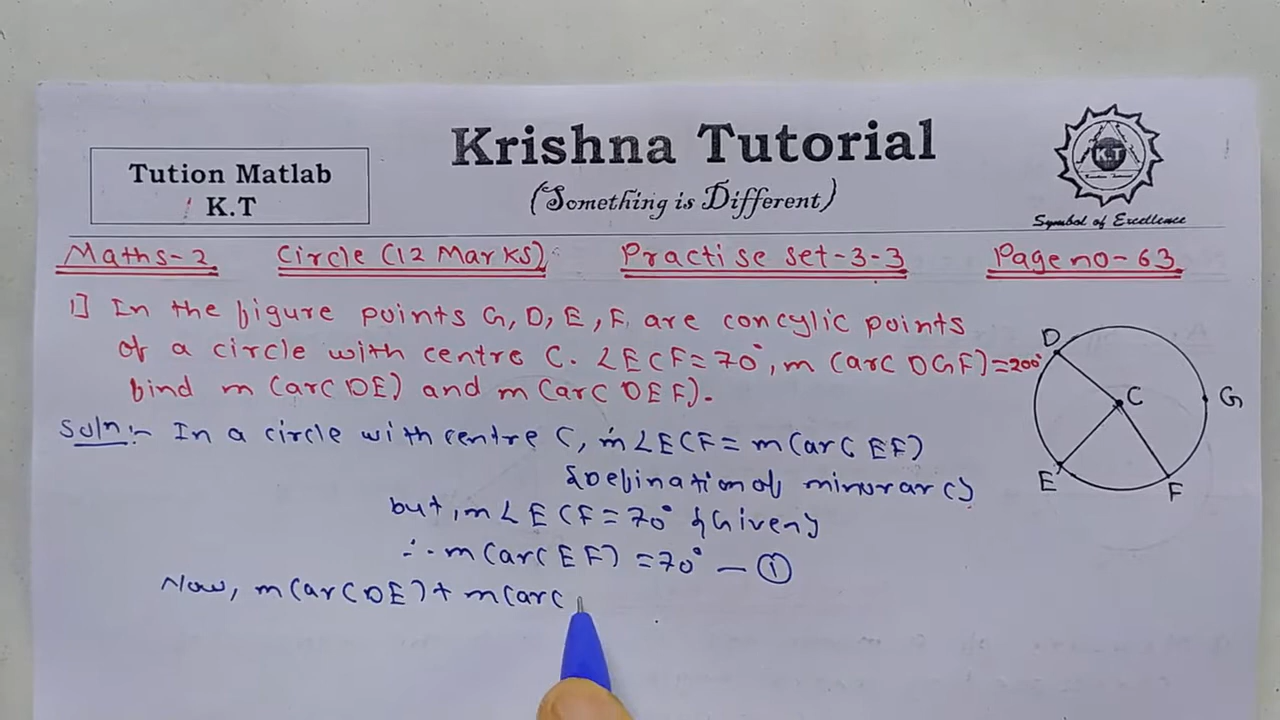 Krishna Tutorial
(Something is Different)
Tution Matlab
K.T
K.T
Symbol of Excellence
Maths-2 Circle (12 Marks) Practise set-3-3 Page no-63
1] In the figure points G, D, E, F are concylic points
of a circle with centre C. ∠ECF=70°, m (arc DGF)=200°
find m (arc DE) and m (arc DEF).
Soln:- In a circle with centre C, m∠ECF = m(arc EF)
{Defination of minor arc}
but, m∠ECF=70° {Given}
∴ m(arc EF) =70° — ①
Now, m(arc DE)+ m(arc
D
C
G
E
F